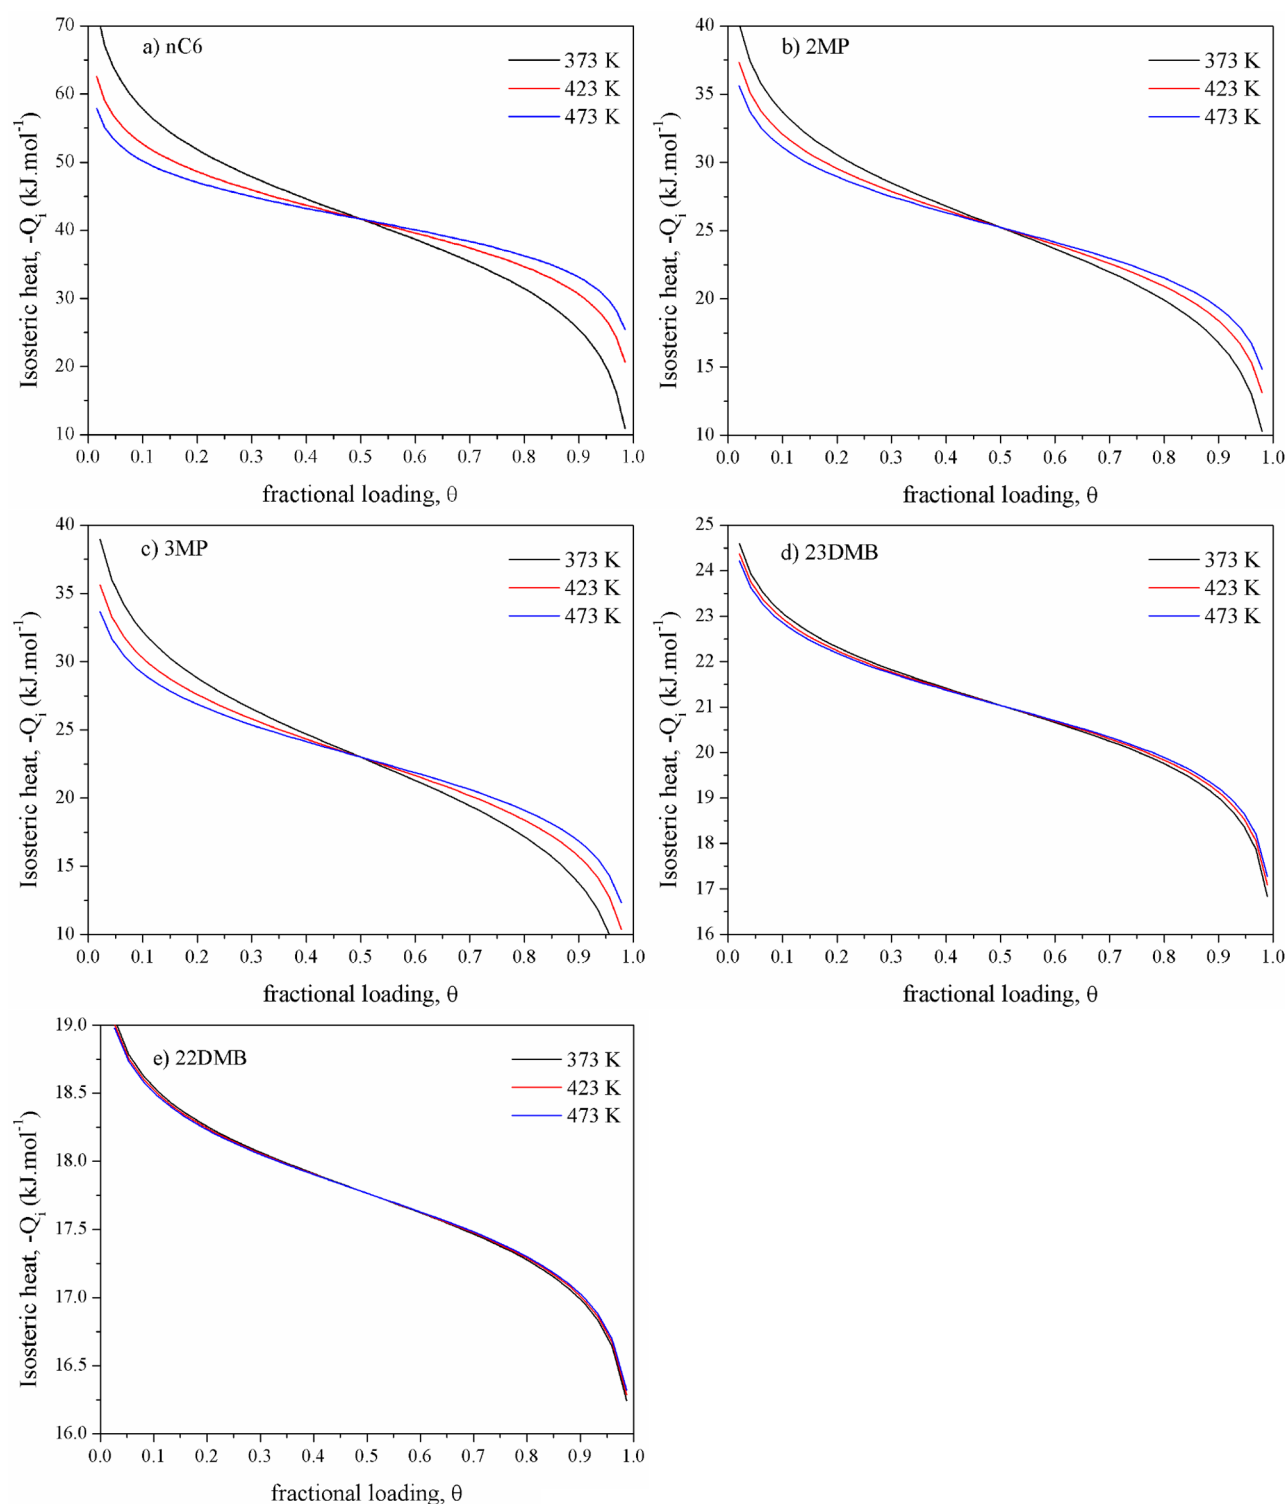 a) nC6
373 K
423 K
473 K
Isosteric heat, -Qi (kJ.mol-1)
70
60
50
40
30
20
10
0.0 0.1 0.2 0.3 0.4 0.5 0.6 0.7 0.8 0.9 1.0
fractional loading, θ
b) 2MP
373 K
423 K
473 K
Isosteric heat, -Qi (kJ.mol-1)
40
35
30
25
20
15
10
0.0 0.1 0.2 0.3 0.4 0.5 0.6 0.7 0.8 0.9 1.0
fractional loading, θ
c) 3MP
373 K
423 K
473 K
Isosteric heat, -Qi (kJ.mol-1)
40
35
30
25
20
15
10
0.0 0.1 0.2 0.3 0.4 0.5 0.6 0.7 0.8 0.9 1.0
fractional loading, θ
d) 23DMB
373 K
423 K
473 K
Isosteric heat, -Qi (kJ.mol-1)
25
24
23
22
21
20
19
18
17
16
0.0 0.1 0.2 0.3 0.4 0.5 0.6 0.7 0.8 0.9 1.0
fractional loading, θ
e) 22DMB
373 K
423 K
473 K
Isosteric heat, -Qi (kJ.mol-1)
19.0
18.5
18.0
17.5
17.0
16.5
16.0
0.0 0.1 0.2 0.3 0.4 0.5 0.6 0.7 0.8 0.9 1.0
fractional loading, θ